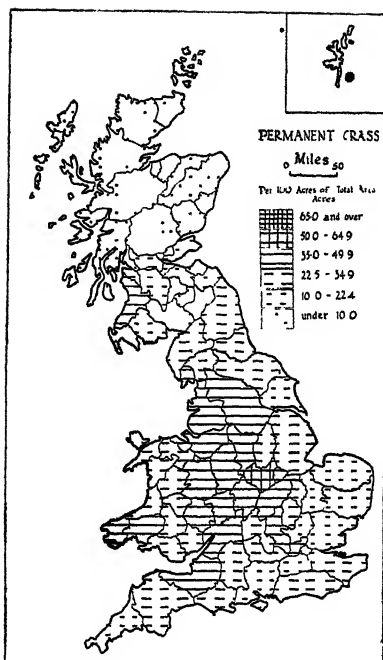 PERMANENT GRASS
0 Miles 50
Per 100 Acres of Total Area
Acres
65·0 and over
50·0 - 64·9
35·0 - 49·9
22·5 - 34·9
10·0 - 22·4
under 10·0